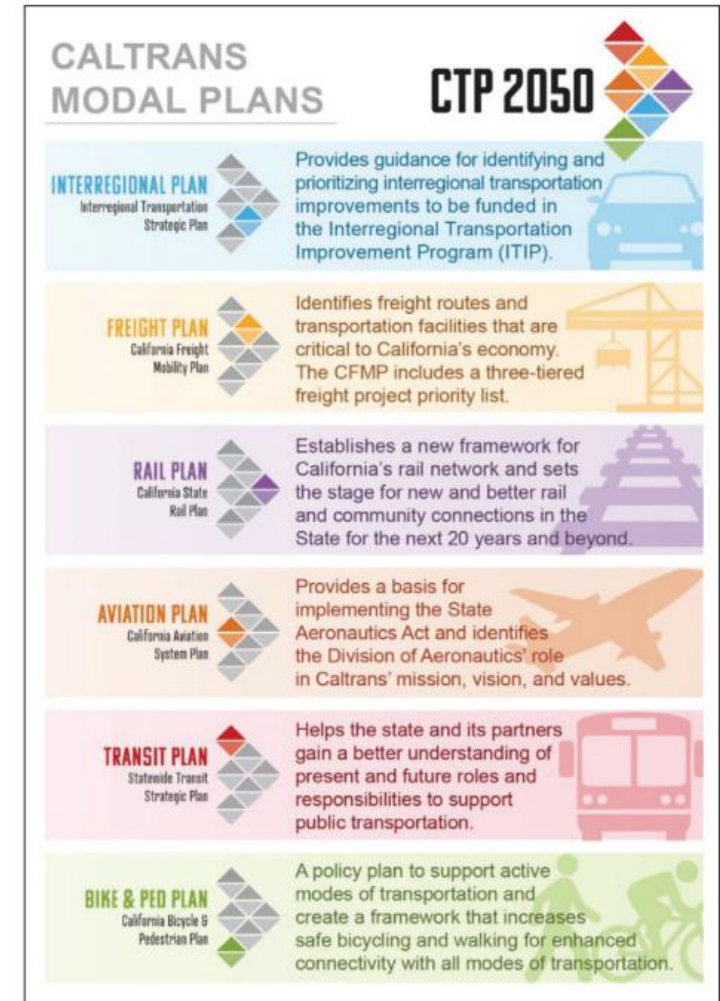 CALTRANS
MODAL PLANS
CTP 2050
INTERREGIONAL PLAN
Interregional Transportation
Strategic Plan
Provides guidance for identifying and
prioritizing interregional transportation
improvements to be funded in
the Interregional Transportation
Improvement Program (ITIP).
FREIGHT PLAN
California Freight
Mobility Plan
Identifies freight routes and
transportation facilities that are
critical to California's economy.
The CFMP includes a three-tiered
freight project priority list.
RAIL PLAN
California State
Rail Plan
Establishes a new framework for
California's rail network and sets
the stage for new and better rail
and community connections in the
State for the next 20 years and beyond.
AVIATION PLAN
California Aviation
System Plan
Provides a basis for
implementing the State
Aeronautics Act and identifies
the Division of Aeronautics' role
in Caltrans' mission, vision, and values.
TRANSIT PLAN
Statewide Transit
Strategic Plan
Helps the state and its partners
gain a better understanding of
present and future roles and
responsibilities to support
public transportation.
BIKE & PED PLAN
California Bicycle &
Pedestrian Plan
A policy plan to support active
modes of transportation and
create a framework that increases
safe bicycling and walking for enhanced
connectivity with all modes of transportation.